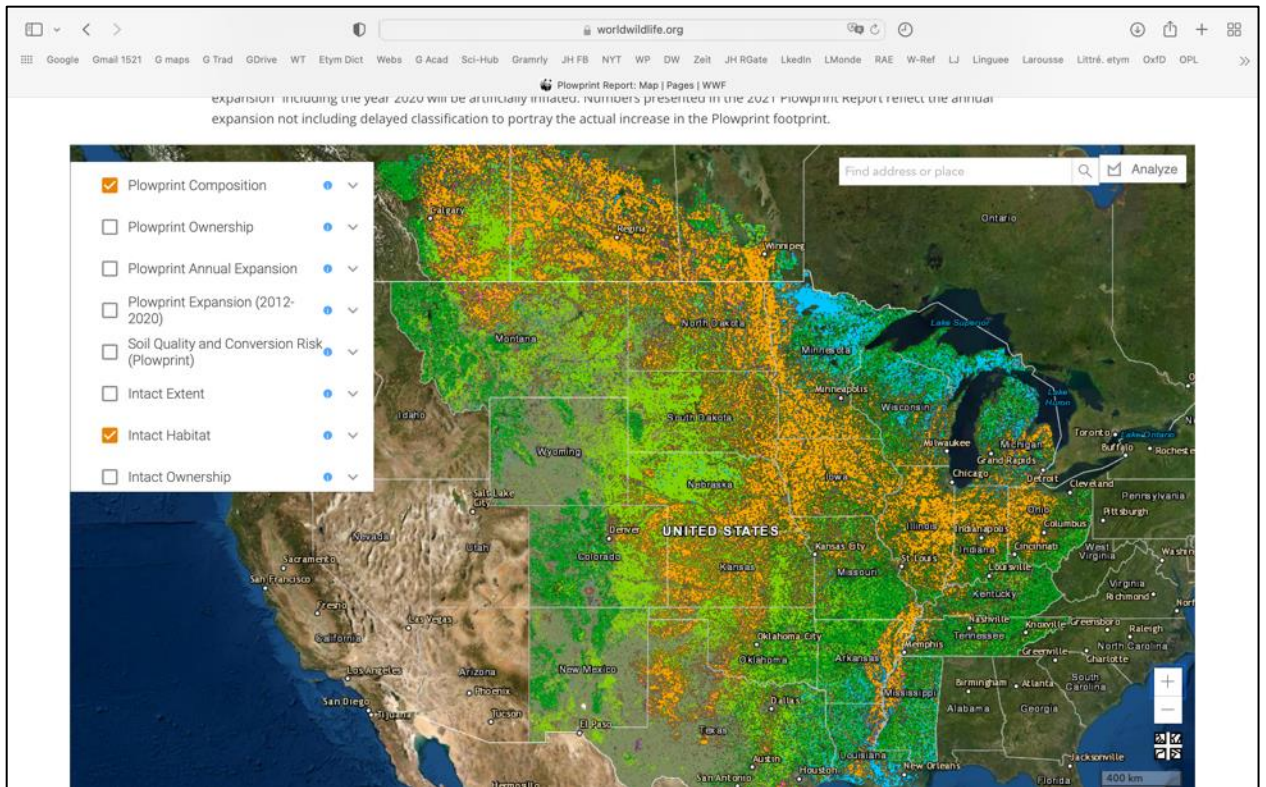 worldwildlife.org
Google Gmail 1521 G maps G Trad GDrive WT Etym Dict Webs G Acad Sci-Hub Gramrly JH FB NYT WP DW Zeit JH RGate LkedIn LMonde RAE W-Ref LJ Linguee Larousse Littré. etym OxfD OPL
Plowprint Report: Map | Pages | WWF
expansion" including the year 2020 will be artificially inflated. Numbers presented in the 2021 Plowprint Report reflect the annual
expansion not including delayed classification to portray the actual increase in the Plowprint footprint.
Plowprint Composition
Plowprint Ownership
Plowprint Annual Expansion
Plowprint Expansion (2012-
2020)
Soil Quality and Conversion Risk
(Plowprint)
Intact Extent
Intact Habitat
Intact Ownership
Find address or place
Analyze
Calgary
Regina
Winnipeg
Ontario
Montana
North Dakota
Minnesota
Lake Superior
Idaho
South Dakota
Minneapolis
Wisconsin
Lake
Huron
Wyoming
Milwaukee
Michigan
Grand Rapids
Toronto
Lake Ontario
Buffalo
Rocheste
Nebraska
Iowa
Chicago
Detroit
Cleveland
Salt Lake
City
Pennsylvania
Pittsburgh
Nevada
Utah
Denver
UNITED STATES
Illinois
Indianapolis
Ohio
Columbus
Sacramento
Colorado
Kansas
Kansas City
Missouri
St Louis
Indiana
Cincinnati
West
Virginia
Washin
San Francisco
Louisville
Kentucky
Virginia
Richmond
Norf
Fresno
Las Vegas
California
Nashville
Tennessee
Knoxville
Greensboro
Raleigh
Los Angeles
Arizona
New Mexico
Oklahoma City
Oklahoma
Arkansas
Memphis
Greenville
North Carolina
Charlotte
Phoenix
San Diego
Tijuana
Tucson
El Paso
Dallas
Texas
Mississippi
Birmingham
Atlanta
South
Carolina
Alabama
Georgia
Austin
San Antonio
Houston
Louisiana
New Orleans
Jacksonville
Florida
Hermosillo
400 km